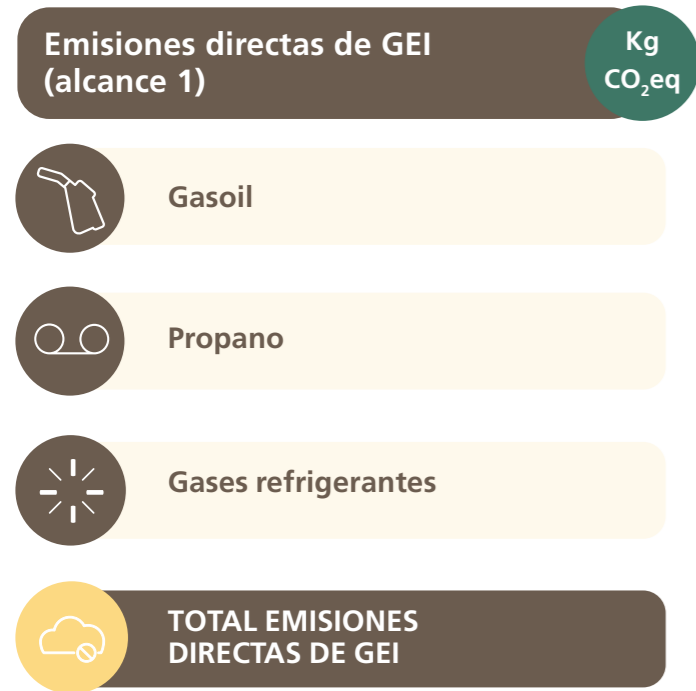 Emisiones directas de GEI
(alcance 1)
Kg
CO₂eq
Gasoil
Propano
Gases refrigerantes
TOTAL EMISIONES
DIRECTAS DE GEI